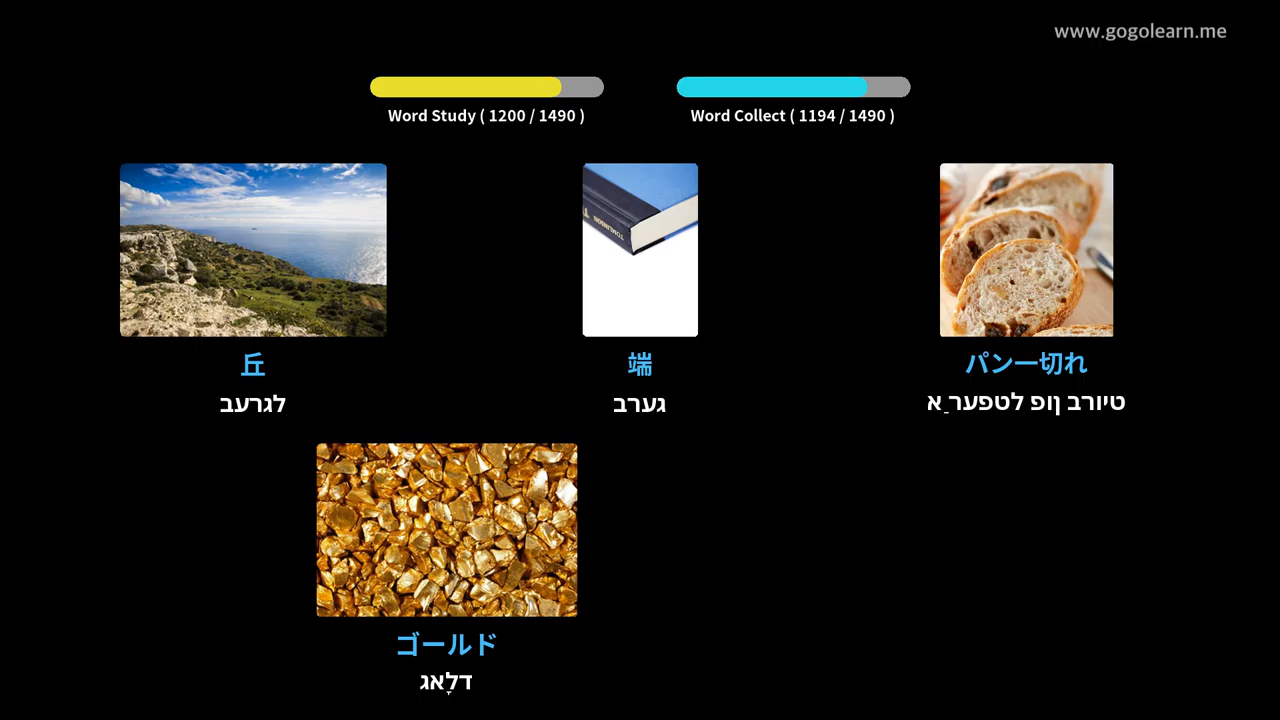 www.gogolearn.me
Word Study ( 1200 / 1490 )
Word Collect ( 1194 / 1490 )
丘
לגרעב
端
גערב
パン一切れ
טיורב ןופ לטפער ַא
ゴールド
דלָאג